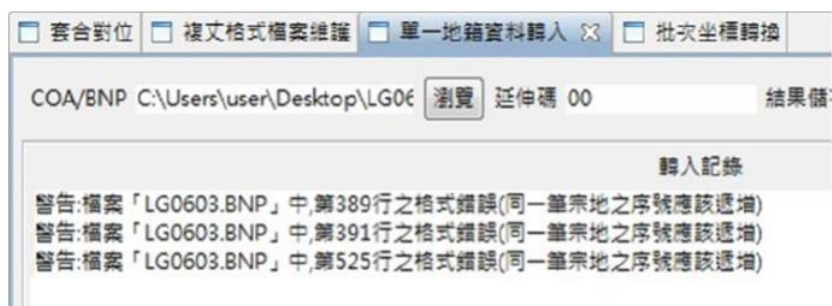 套合對位 複丈格式檔案維護 單一地籍資料轉入 批次坐標轉換
COA/BNP C:\Users\user\Desktop\LG06 瀏覽 延伸碼 00 結果儲
轉入記錄
警告:檔案「LG0603.BNP」中,第389行之格式錯誤(同一筆宗地之序號應該遞增)
警告:檔案「LG0603.BNP」中,第391行之格式錯誤(同一筆宗地之序號應該遞增)
警告:檔案「LG0603.BNP」中,第525行之格式錯誤(同一筆宗地之序號應該遞增)